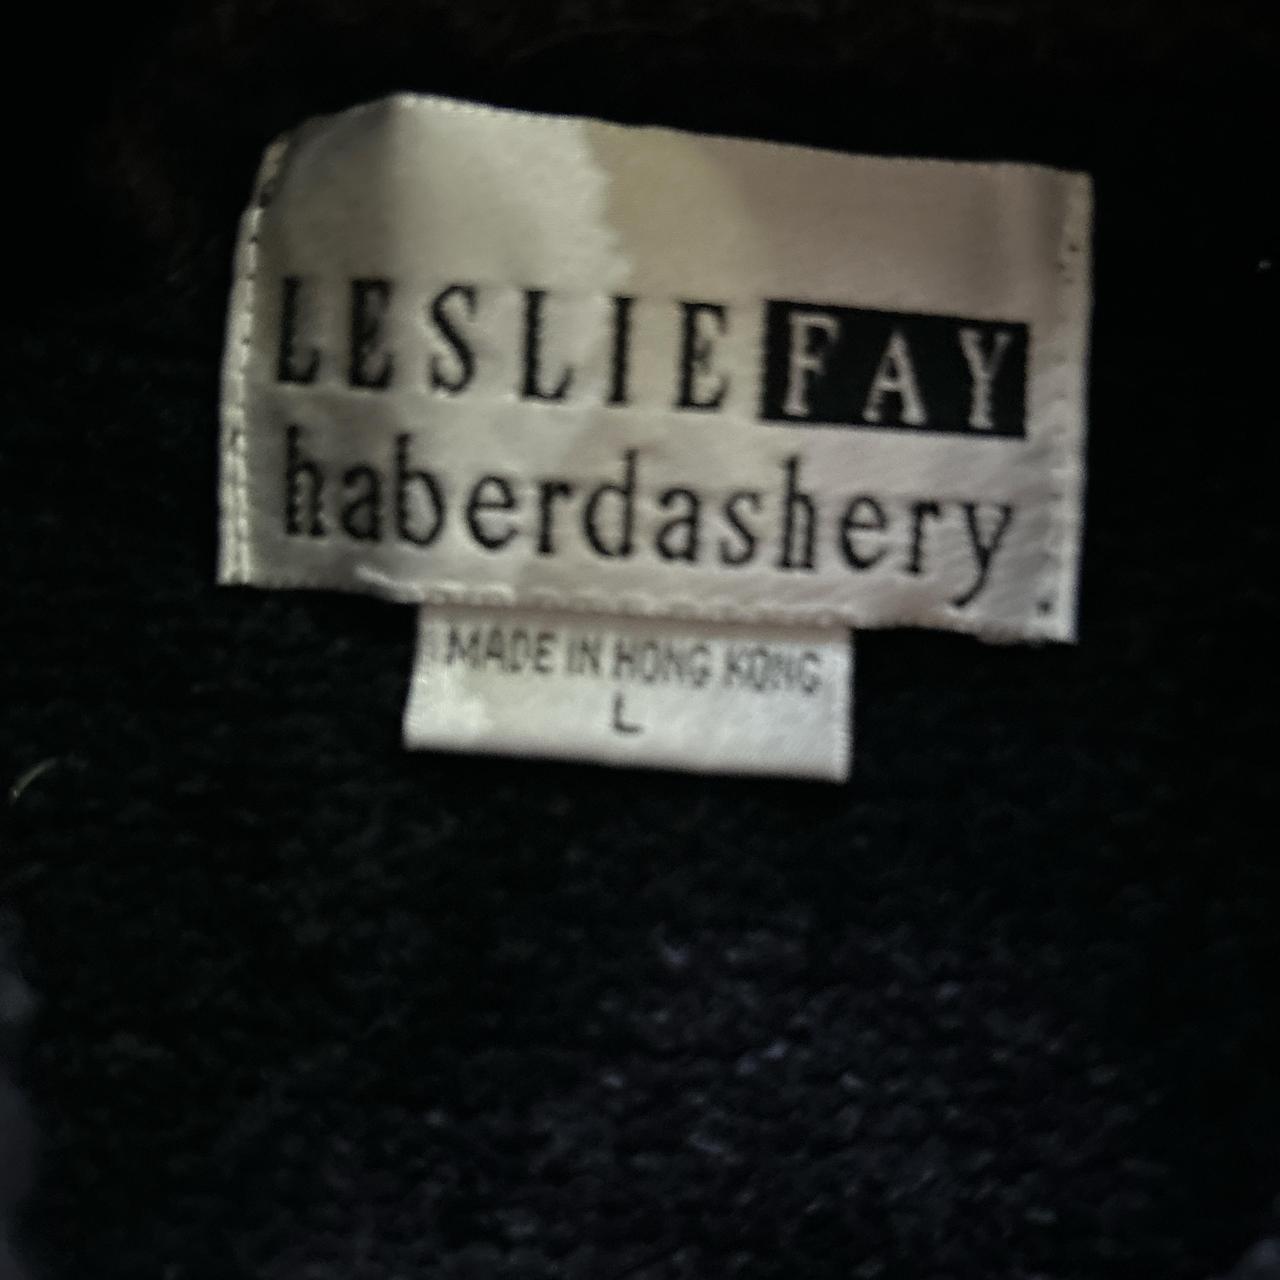 LESLIE FAY
haberdashery
MADE IN HONG KONG
L